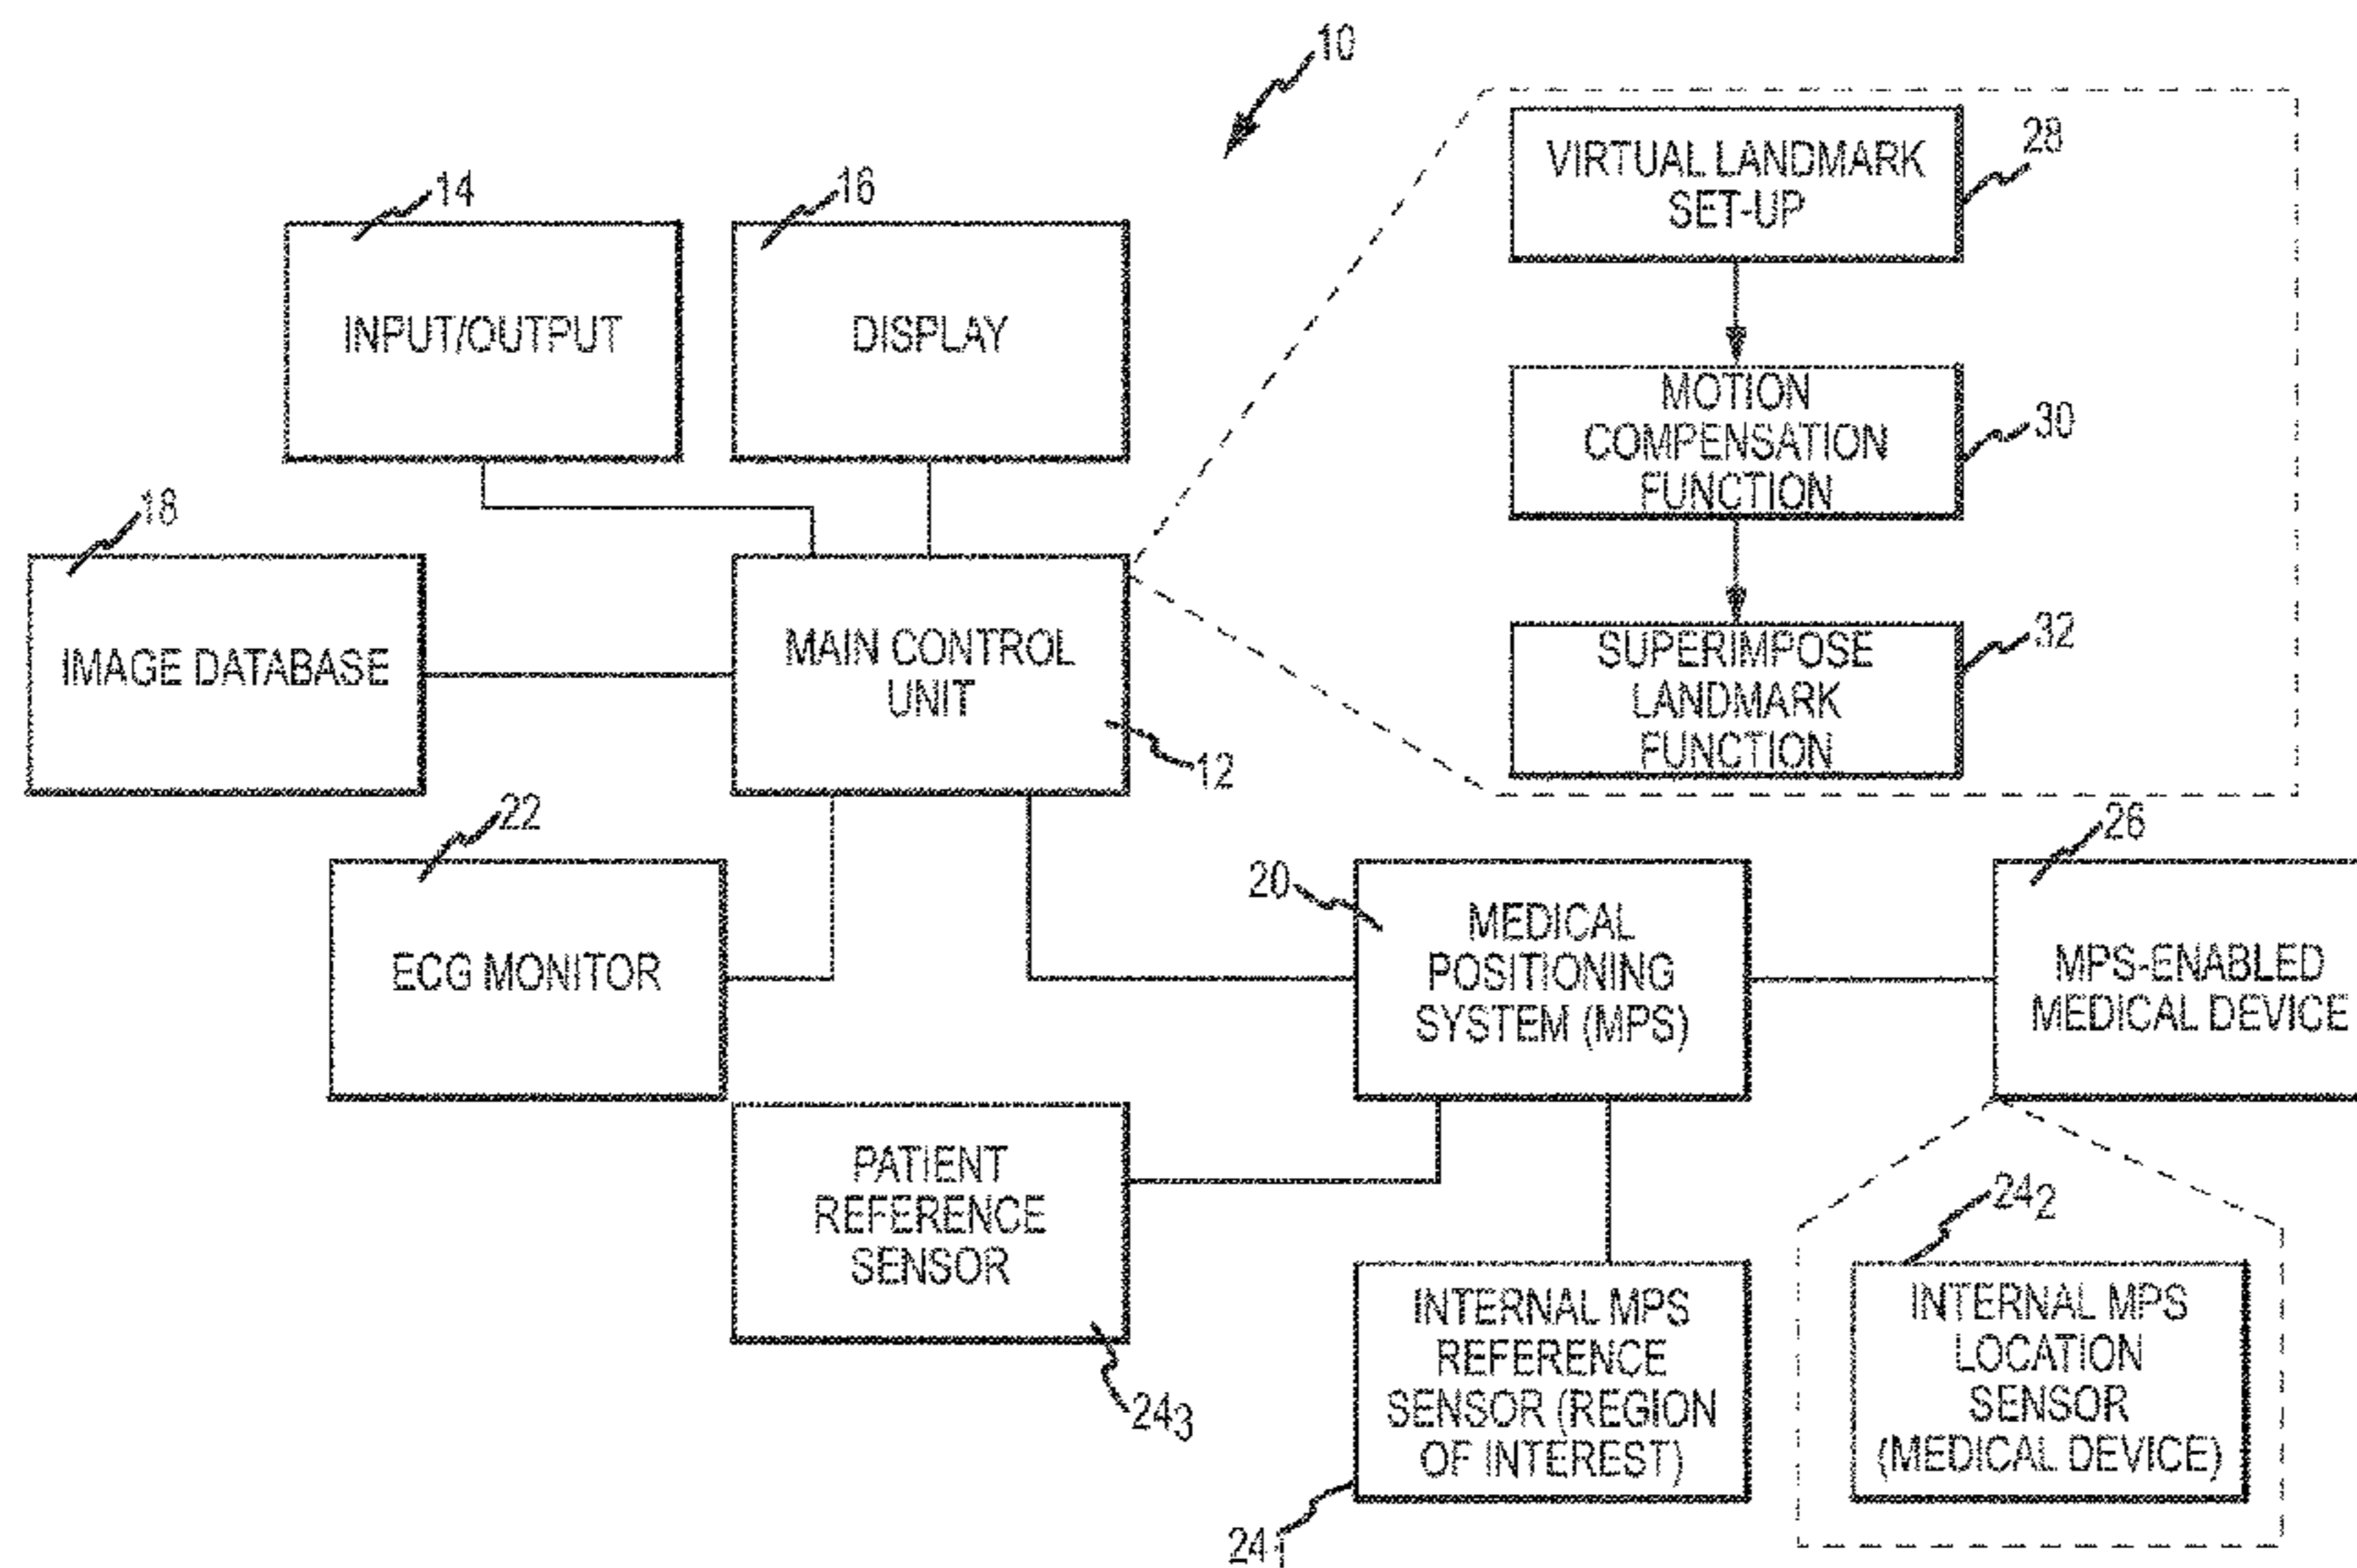 10
14
INPUT/OUTPUT
16
DISPLAY
VIRTUAL LANDMARK
SET-UP
28
MOTION
COMPENSATION
FUNCTION
30
SUPERIMPOSE
LANDMARK
FUNCTION
32
18
IMAGE DATABASE
MAIN CONTROL
UNIT
12
22
ECG MONITOR
20
MEDICAL
POSITIONING
SYSTEM (MPS)
26
MPS-ENABLED
MEDICAL DEVICE
PATIENT
REFERENCE
SENSOR
24₃
INTERNAL MPS
REFERENCE
SENSOR (REGION
OF INTEREST)
24₁
24₂
INTERNAL MPS
LOCATION
SENSOR
(MEDICAL DEVICE)